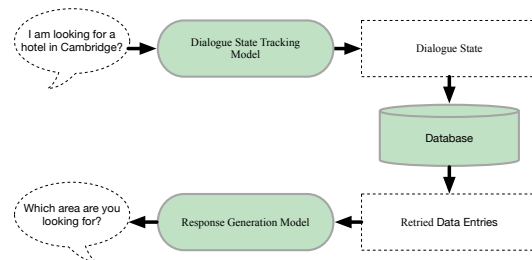 I am looking for a
hotel in Cambridge?
Dialogue State Tracking
Model
Dialogue State
Database
Which area are you
looking for?
Response Generation Model
Retried Data Entries